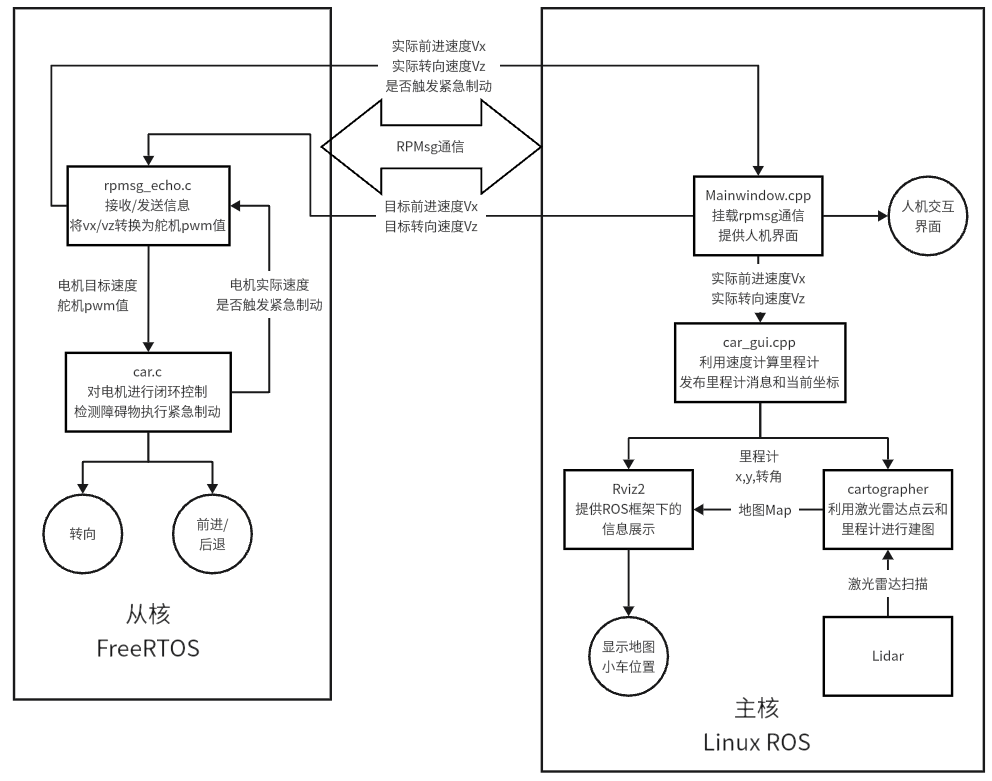 实际前进速度Vx
实际转向速度Vz
是否触发紧急制动
RPMsg通信
目标前进速度Vx
目标转向速度Vz
rpmsg_echo.c
接收/发送信息
将vx/vz转换为舵机pwm值
电机目标速度
舵机pwm值
电机实际速度
是否触发紧急制动
car.c
对电机进行闭环控制
检测障碍物执行紧急制动
转向
前进/
后退
从核
FreeRTOS
Mainwindow.cpp
挂载rpmsg通信
提供人机界面
人机交互
界面
实际前进速度Vx
实际转向速度Vz
car_gui.cpp
利用速度计算里程计
发布里程计消息和当前坐标
里程计
x,y,转角
Rviz2
提供ROS框架下的
信息展示
地图Map
cartographer
利用激光雷达点云和
里程计进行建图
激光雷达扫描
Lidar
显示地图
小车位置
主核
Linux ROS